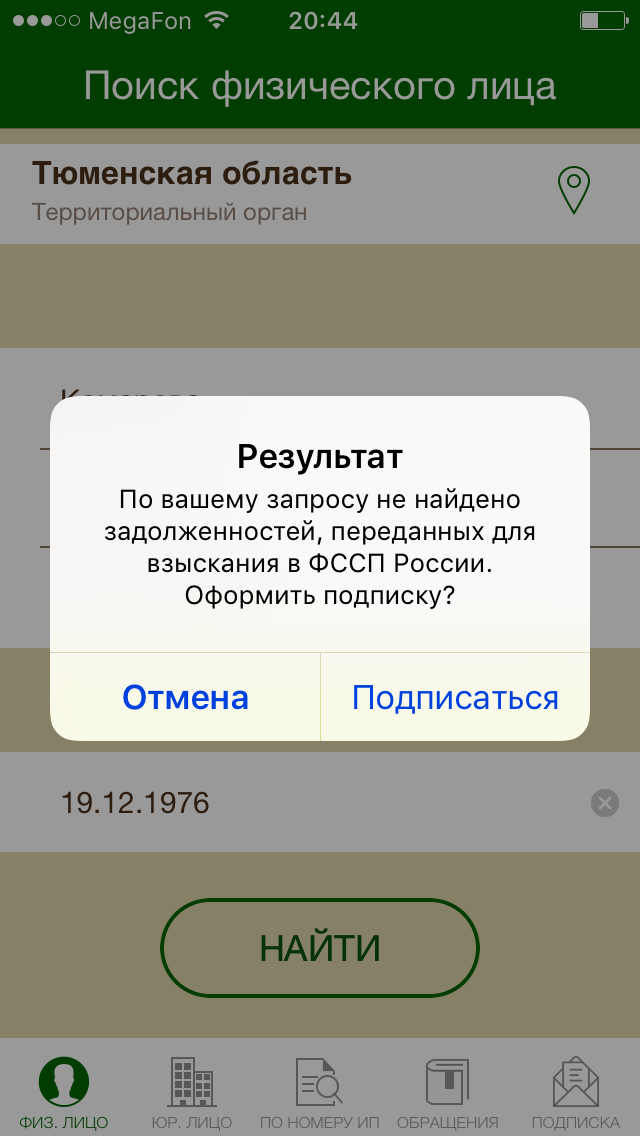 MegaFon 20:44
Поиск физического лица
Тюменская область
Территориальный орган
Результат
По вашему запросу не найдено
задолженностей, переданных для
взыскания в ФССП России.
Оформить подписку?
Отмена Подписаться
19.12.1976
НАЙТИ
ФИЗ. ЛИЦО ЮР. ЛИЦО ПО НОМЕРУ ИП ОБРАЩЕНИЯ ПОДПИСКА